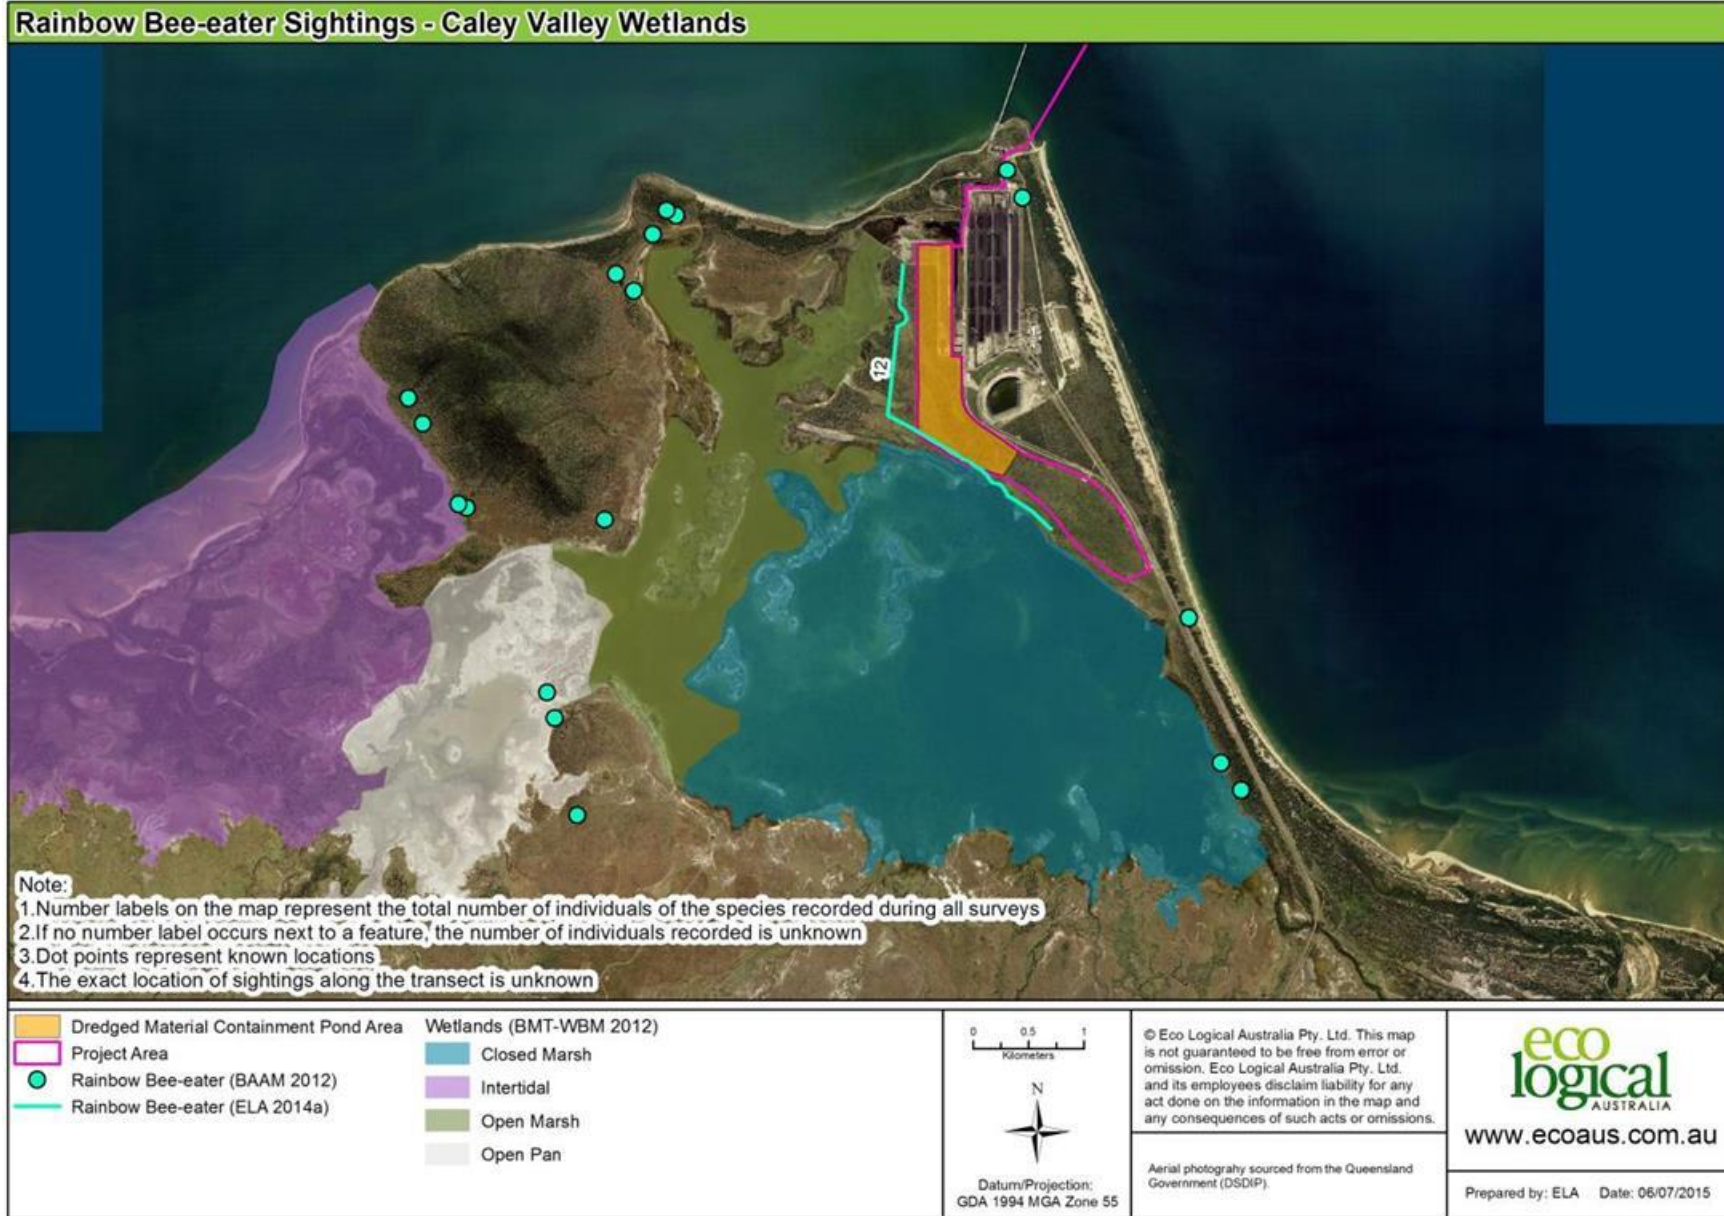 Rainbow Bee-eater Sightings - Caley Valley Wetlands
12
Note:
1.Number labels on the map represent the total number of individuals of the species recorded during all surveys
2.If no number label occurs next to a feature, the number of individuals recorded is unknown
3.Dot points represent known locations
4.The exact location of sightings along the transect is unknown
Dredged Material Containment Pond Area
Project Area
Rainbow Bee-eater (BAAM 2012)
Rainbow Bee-eater (ELA 2014a)
Wetlands (BMT-WBM 2012)
Closed Marsh
Intertidal
Open Marsh
Open Pan
0 0.5 1
Kilometers
N
Datum/Projection:
GDA 1994 MGA Zone 55
© Eco Logical Australia Pty. Ltd. This map
is not guaranteed to be free from error or
omission. Eco Logical Australia Pty. Ltd.
and its employees disclaim liability for any
act done on the information in the map and
any consequences of such acts or omissions.
Aerial photograhy sourced from the Queensland
Government (DSDIP).
eco
logical
AUSTRALIA
www.ecoaus.com.au
Prepared by: ELA Date: 06/07/2015